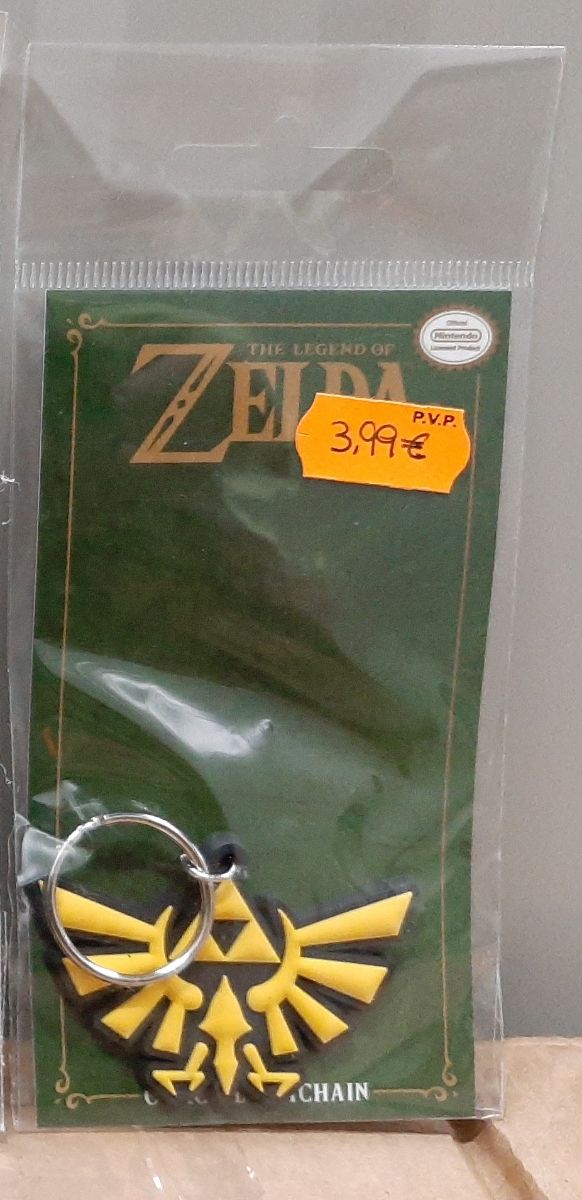 THE LEGEND OF
ZELDA
Official
Nintendo
Licensed Product
P.V.P.
3,99€